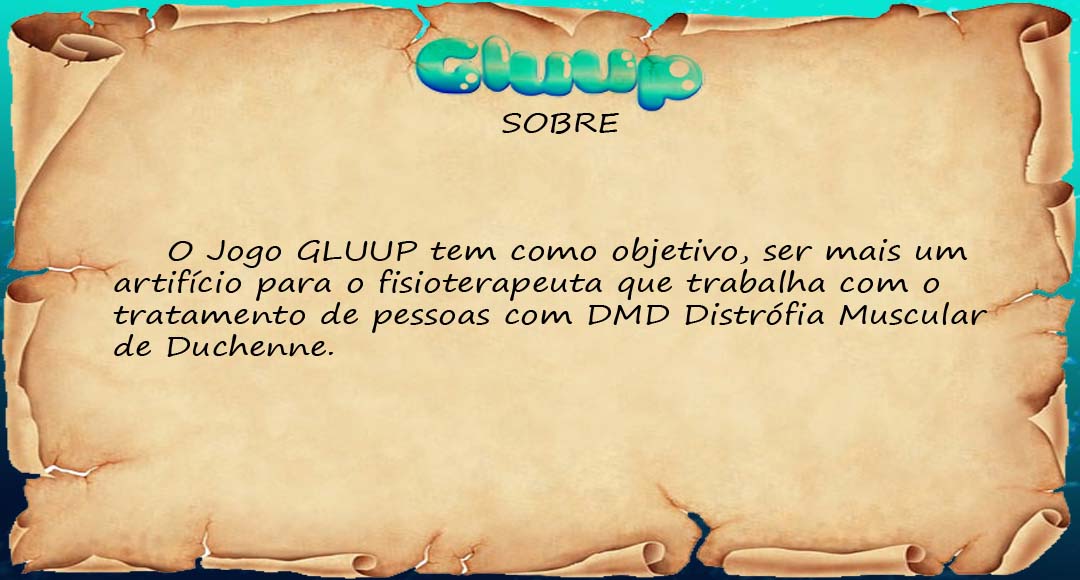 Gluup
SOBRE
O Jogo GLUUP tem como objetivo, ser mais um
artifício para o fisioterapeuta que trabalha com o
tratamento de pessoas com DMD Distrófia Muscular
de Duchenne.